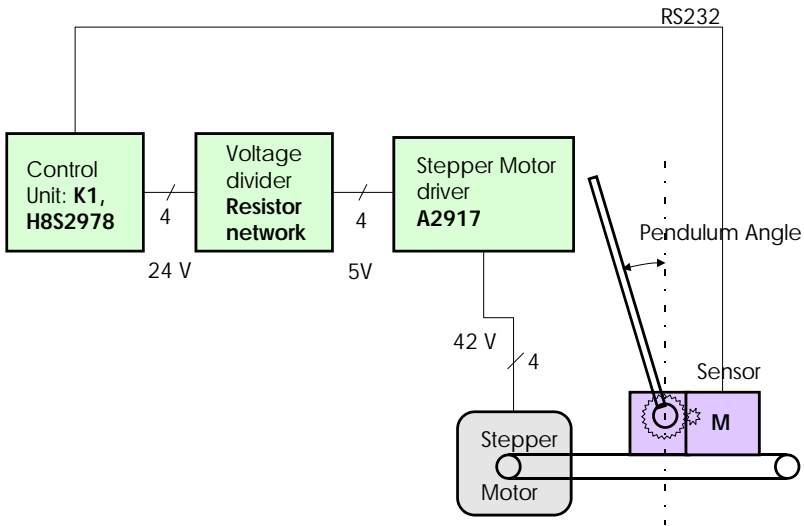 RS232
Control
Unit: K1,
H8S2978
4
24 V
Voltage
divider
Resistor
network
4
5V
Stepper Motor
driver
A2917
Pendulum Angle
42 V
4
Sensor
M
Stepper
Motor